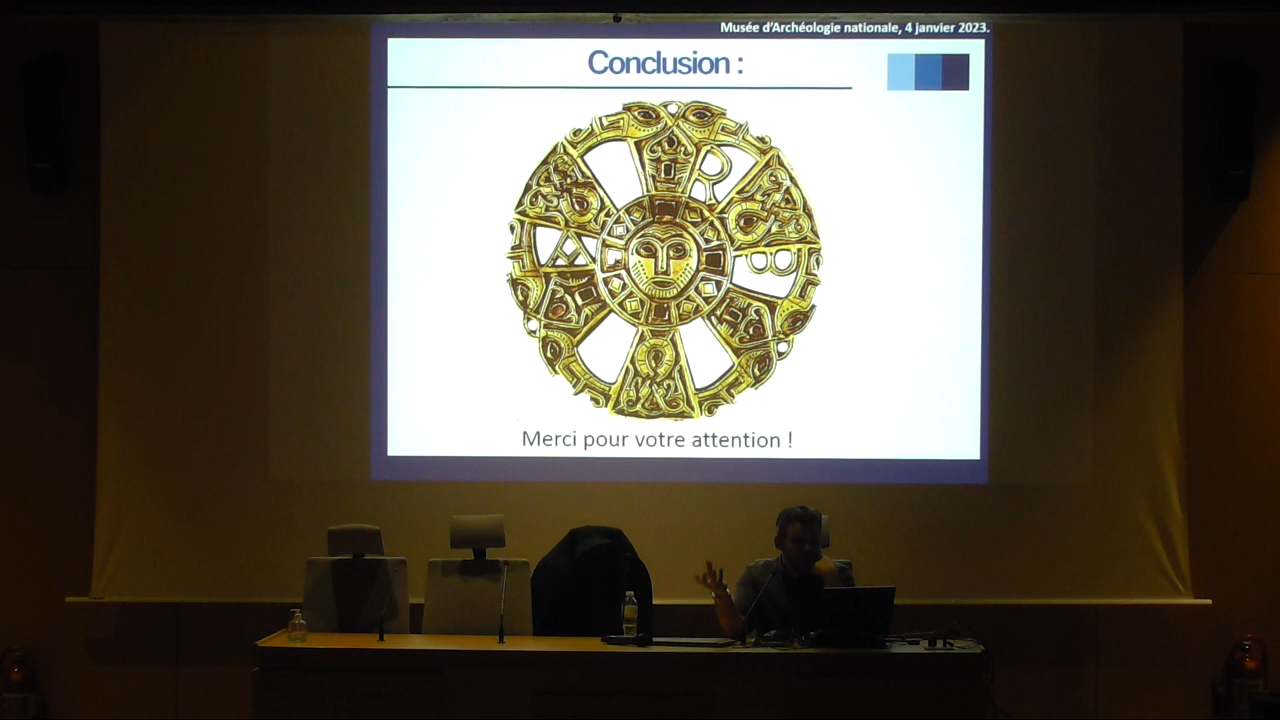 Musée d'Archéologie nationale, 4 janvier 2023.
Conclusion :
Merci pour votre attention !